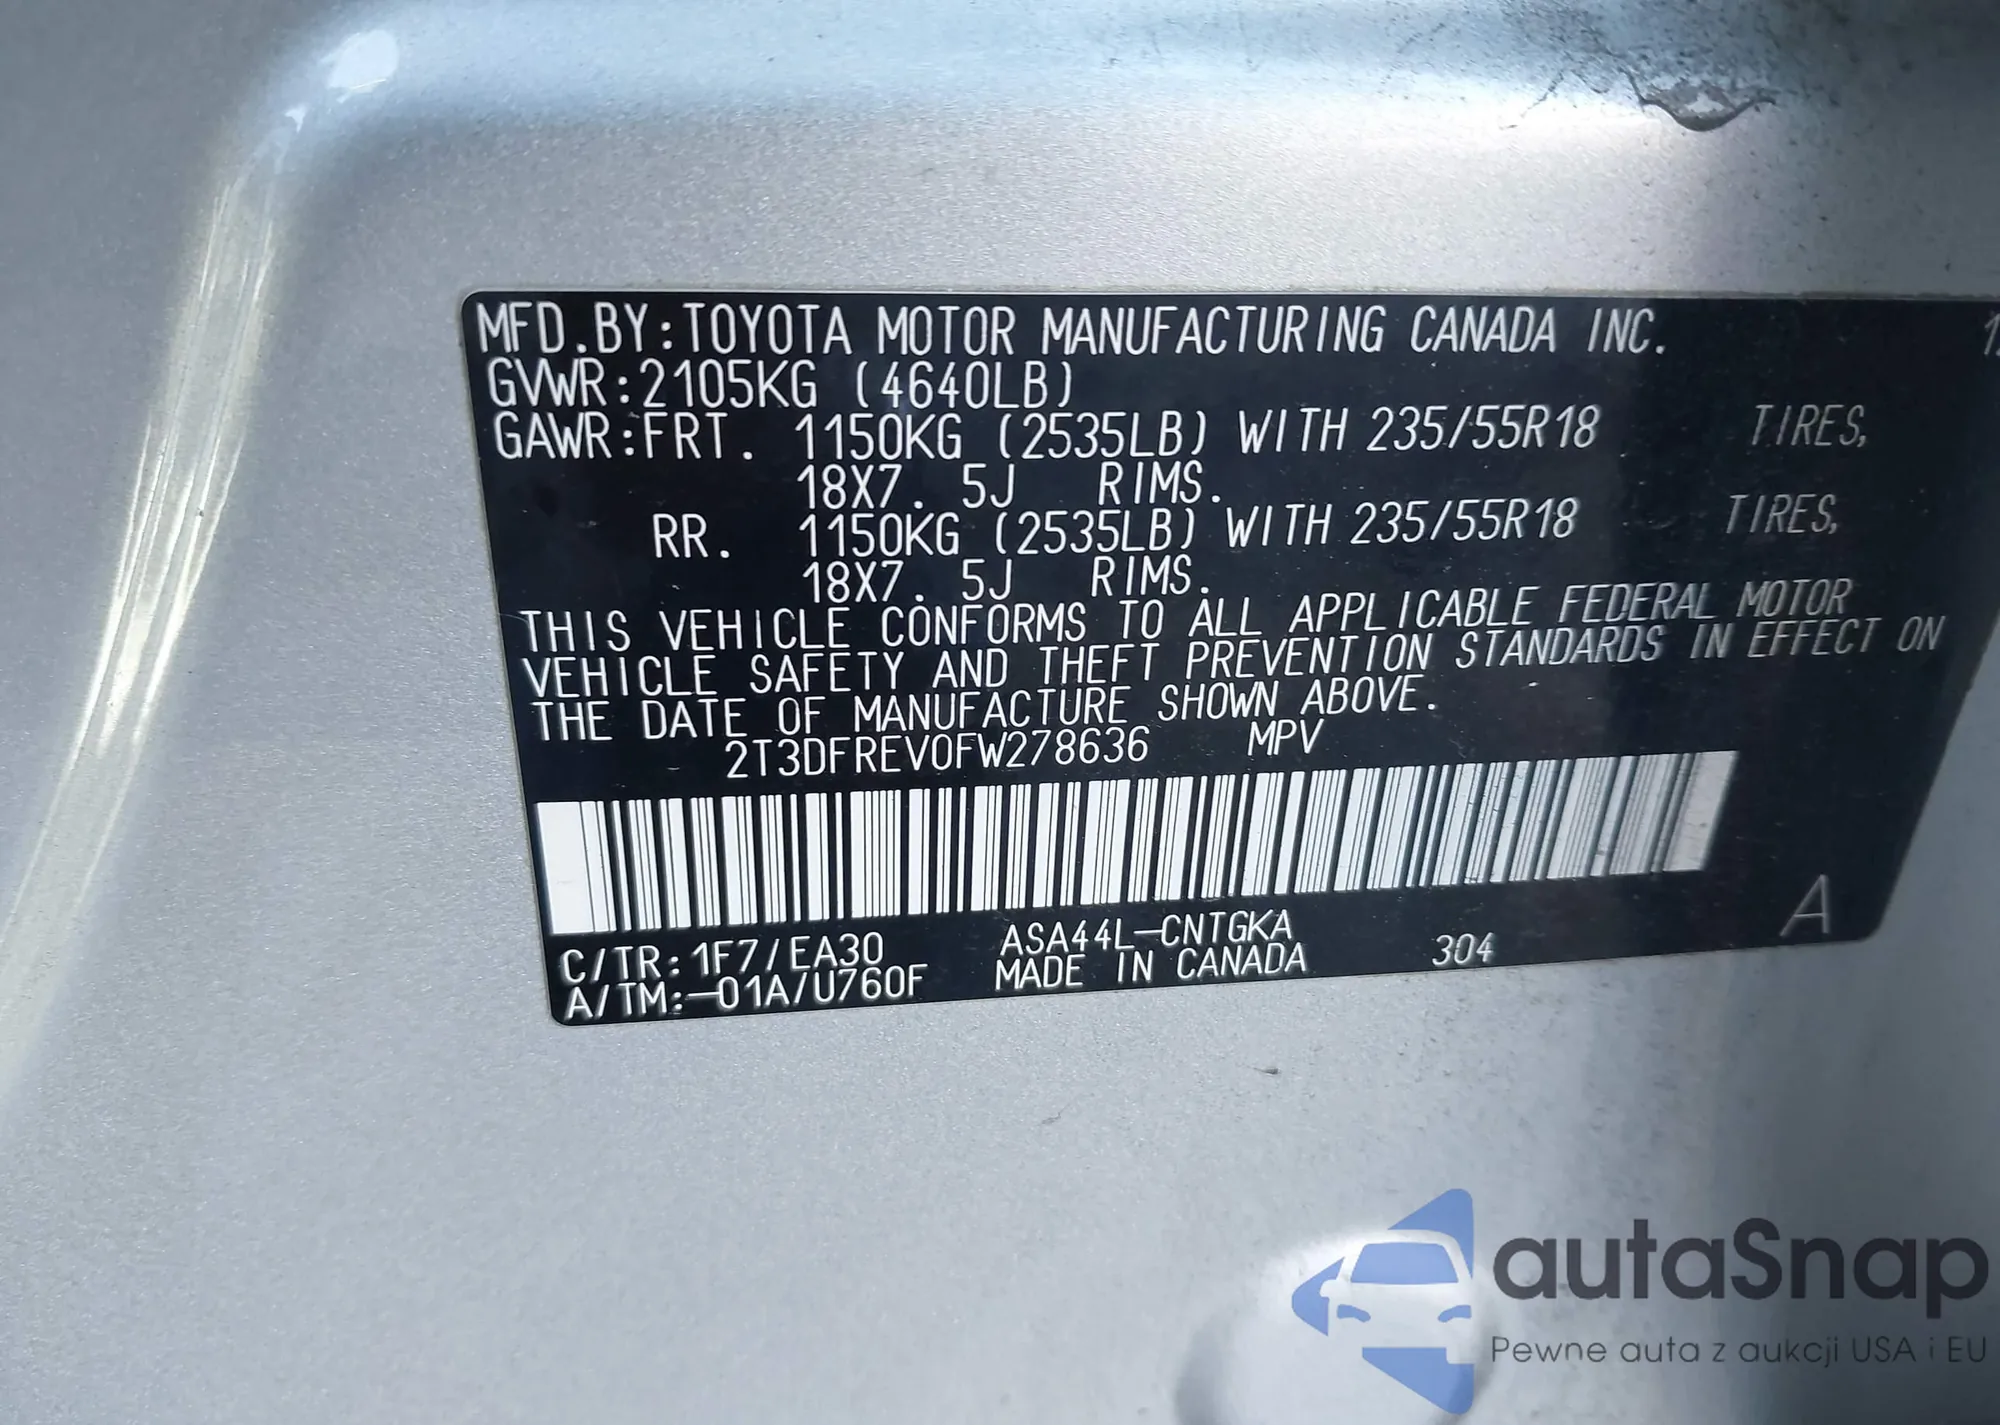 MFD.BY:TOYOTA MOTOR MANUFACTURING CANADA INC.
GVWR:2105KG (4640LB)
GAWR:FRT. 1150KG (2535LB) WITH 235/55R18 TIRES,
18X7.5J RIMS.
RR. 1150KG (2535LB) WITH 235/55R18 TIRES,
18X7.5J RIMS.
THIS VEHICLE CONFORMS TO ALL APPLICABLE FEDERAL MOTOR
VEHICLE SAFETY AND THEFT PREVENTION STANDARDS IN EFFECT ON
THE DATE OF MANUFACTURE SHOWN ABOVE.
2T3DFREV0FW278636 MPV
A
C/TR:1F7/EA30 ASA44L-CNTGKA
A/TM:-01A/U760F MADE IN CANADA 304
autaSnap
Pewne auta z aukcji USA i EU